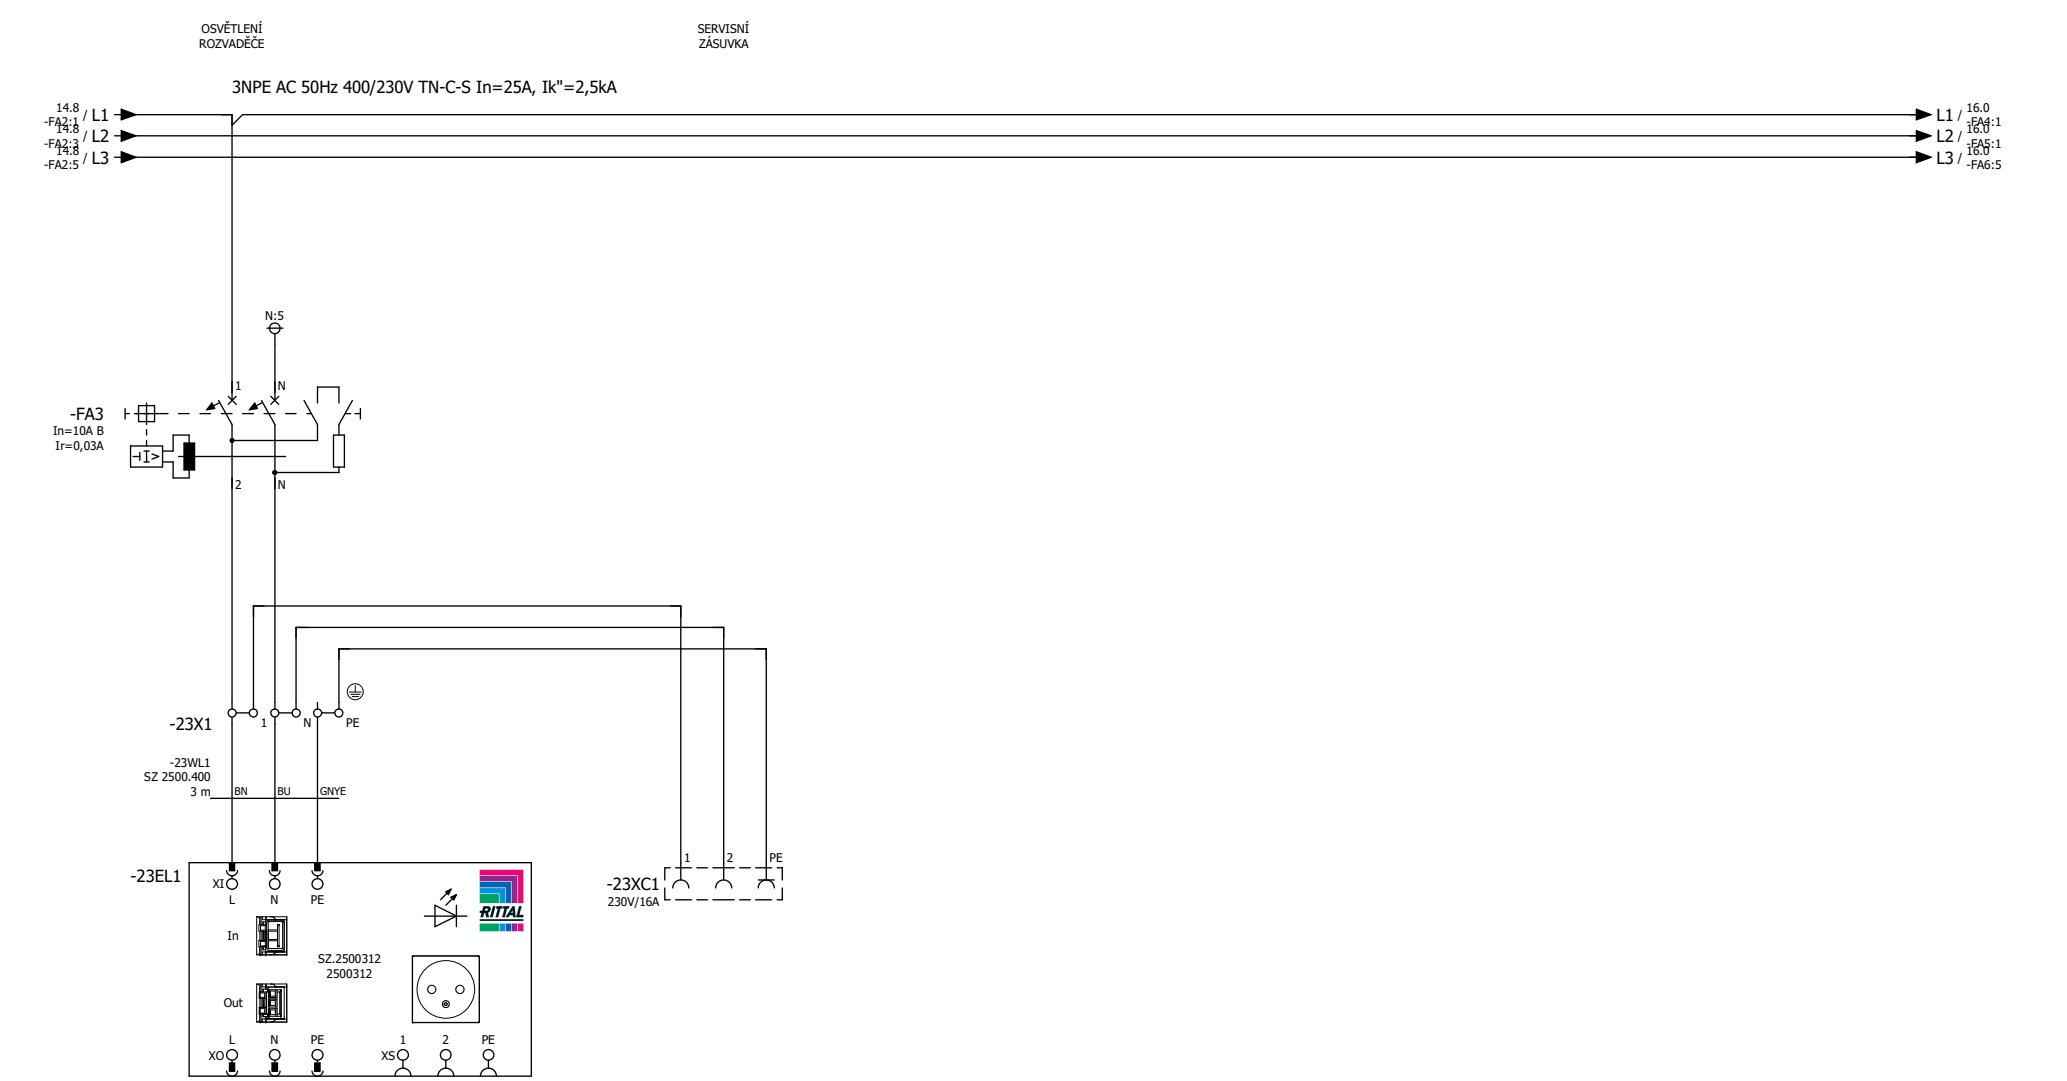 OSVĚTLENÍ
ROZVADĚČE
SERVISNÍ
ZÁSUVKA
3NPE AC 50Hz 400/230V TN-C-S In=25A, Ik"=2,5kA
14.8
-FA2:1 / L1
14.8
-FA2:3 / L2
14.8
-FA2:5 / L3
L1 / 16.0
-FA4:1
L2 / 16.0
-FA5:1
L3 / 16.0
-FA6:5
N:5
1 N
-FA3
In=10A B
Ir=0,03A
I>
2 N
-23X1
1 N PE
-23WL1
SZ 2500.400
3 m BN BU GNYE
-23EL1
XI
L N PE
In
RITTAL
SZ.2500312
2500312
Out
L N PE
XO
1 2 PE
XS
1 2 PE
-23XC1
230V/16A